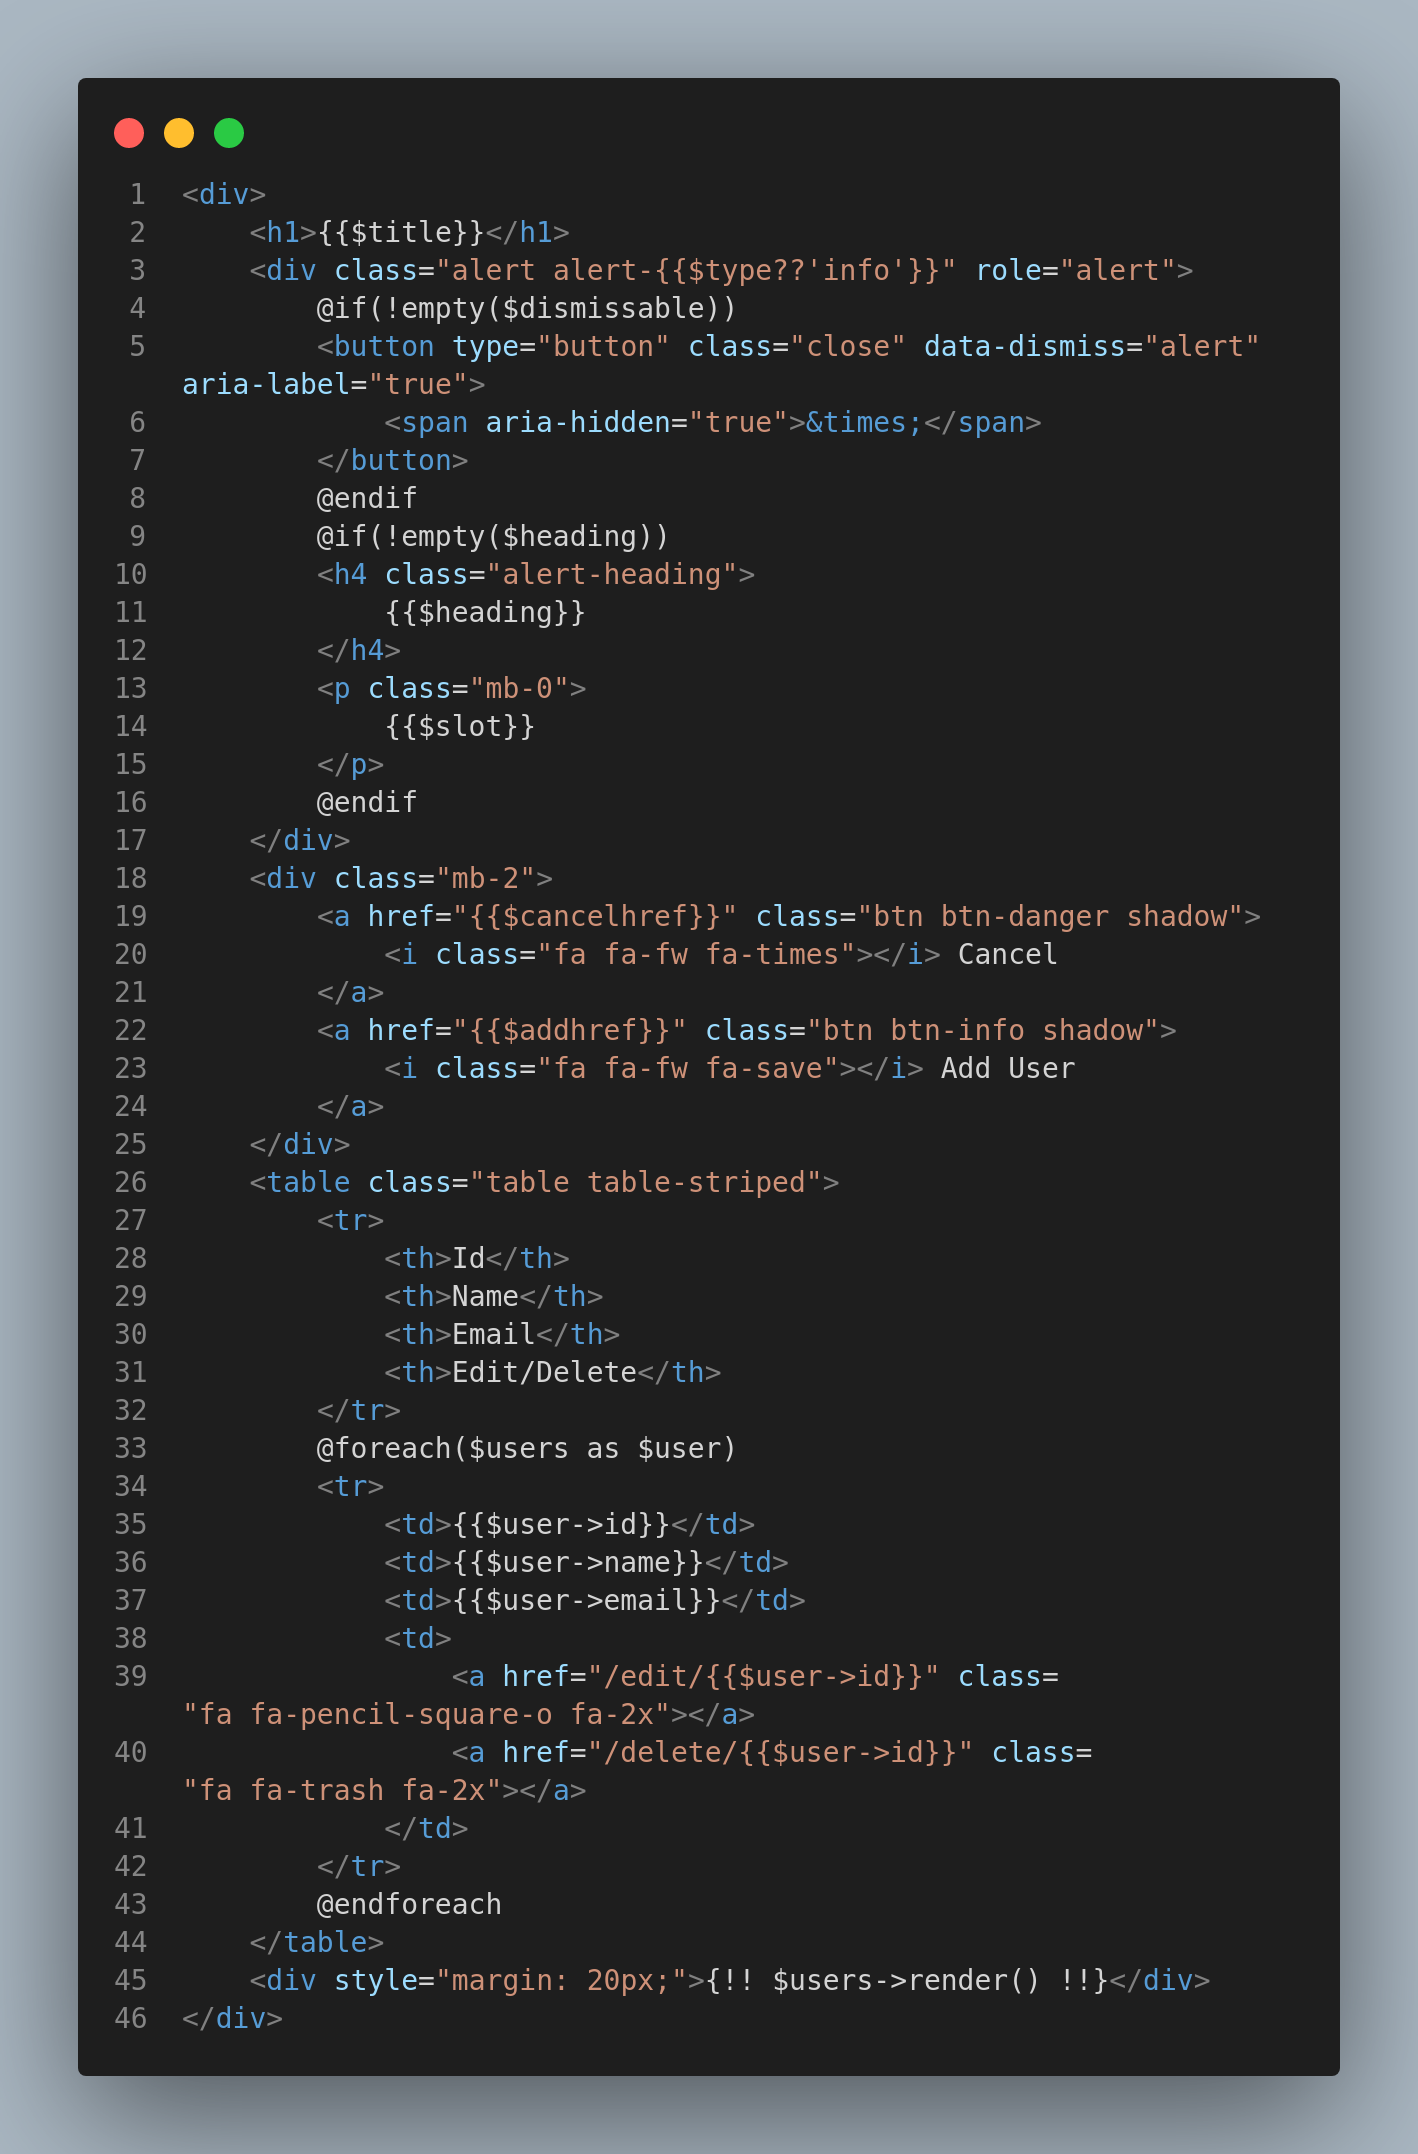 1 <div>
2     <h1>{{$title}}</h1>
3     <div class="alert alert-{{$type??'info'}}" role="alert">
4         @if(!empty($dismissable))
5         <button type="button" class="close" data-dismiss="alert"
aria-label="true">
6             <span aria-hidden="true">&times;</span>
7         </button>
8         @endif
9         @if(!empty($heading))
10         <h4 class="alert-heading">
11             {{$heading}}
12         </h4>
13         <p class="mb-0">
14             {{$slot}}
15         </p>
16         @endif
17     </div>
18     <div class="mb-2">
19         <a href="{{$cancelhref}}" class="btn btn-danger shadow">
20             <i class="fa fa-fw fa-times"></i> Cancel
21         </a>
22         <a href="{{$addhref}}" class="btn btn-info shadow">
23             <i class="fa fa-fw fa-save"></i> Add User
24         </a>
25     </div>
26     <table class="table table-striped">
27         <tr>
28             <th>Id</th>
29             <th>Name</th>
30             <th>Email</th>
31             <th>Edit/Delete</th>
32         </tr>
33         @foreach($users as $user)
34         <tr>
35             <td>{{$user->id}}</td>
36             <td>{{$user->name}}</td>
37             <td>{{$user->email}}</td>
38             <td>
39                 <a href="/edit/{{$user->id}}" class=
"fa fa-pencil-square-o fa-2x"></a>
40                 <a href="/delete/{{$user->id}}" class=
"fa fa-trash fa-2x"></a>
41             </td>
42         </tr>
43         @endforeach
44     </table>
45     <div style="margin: 20px;">{!! $users->render() !!}</div>
46 </div>